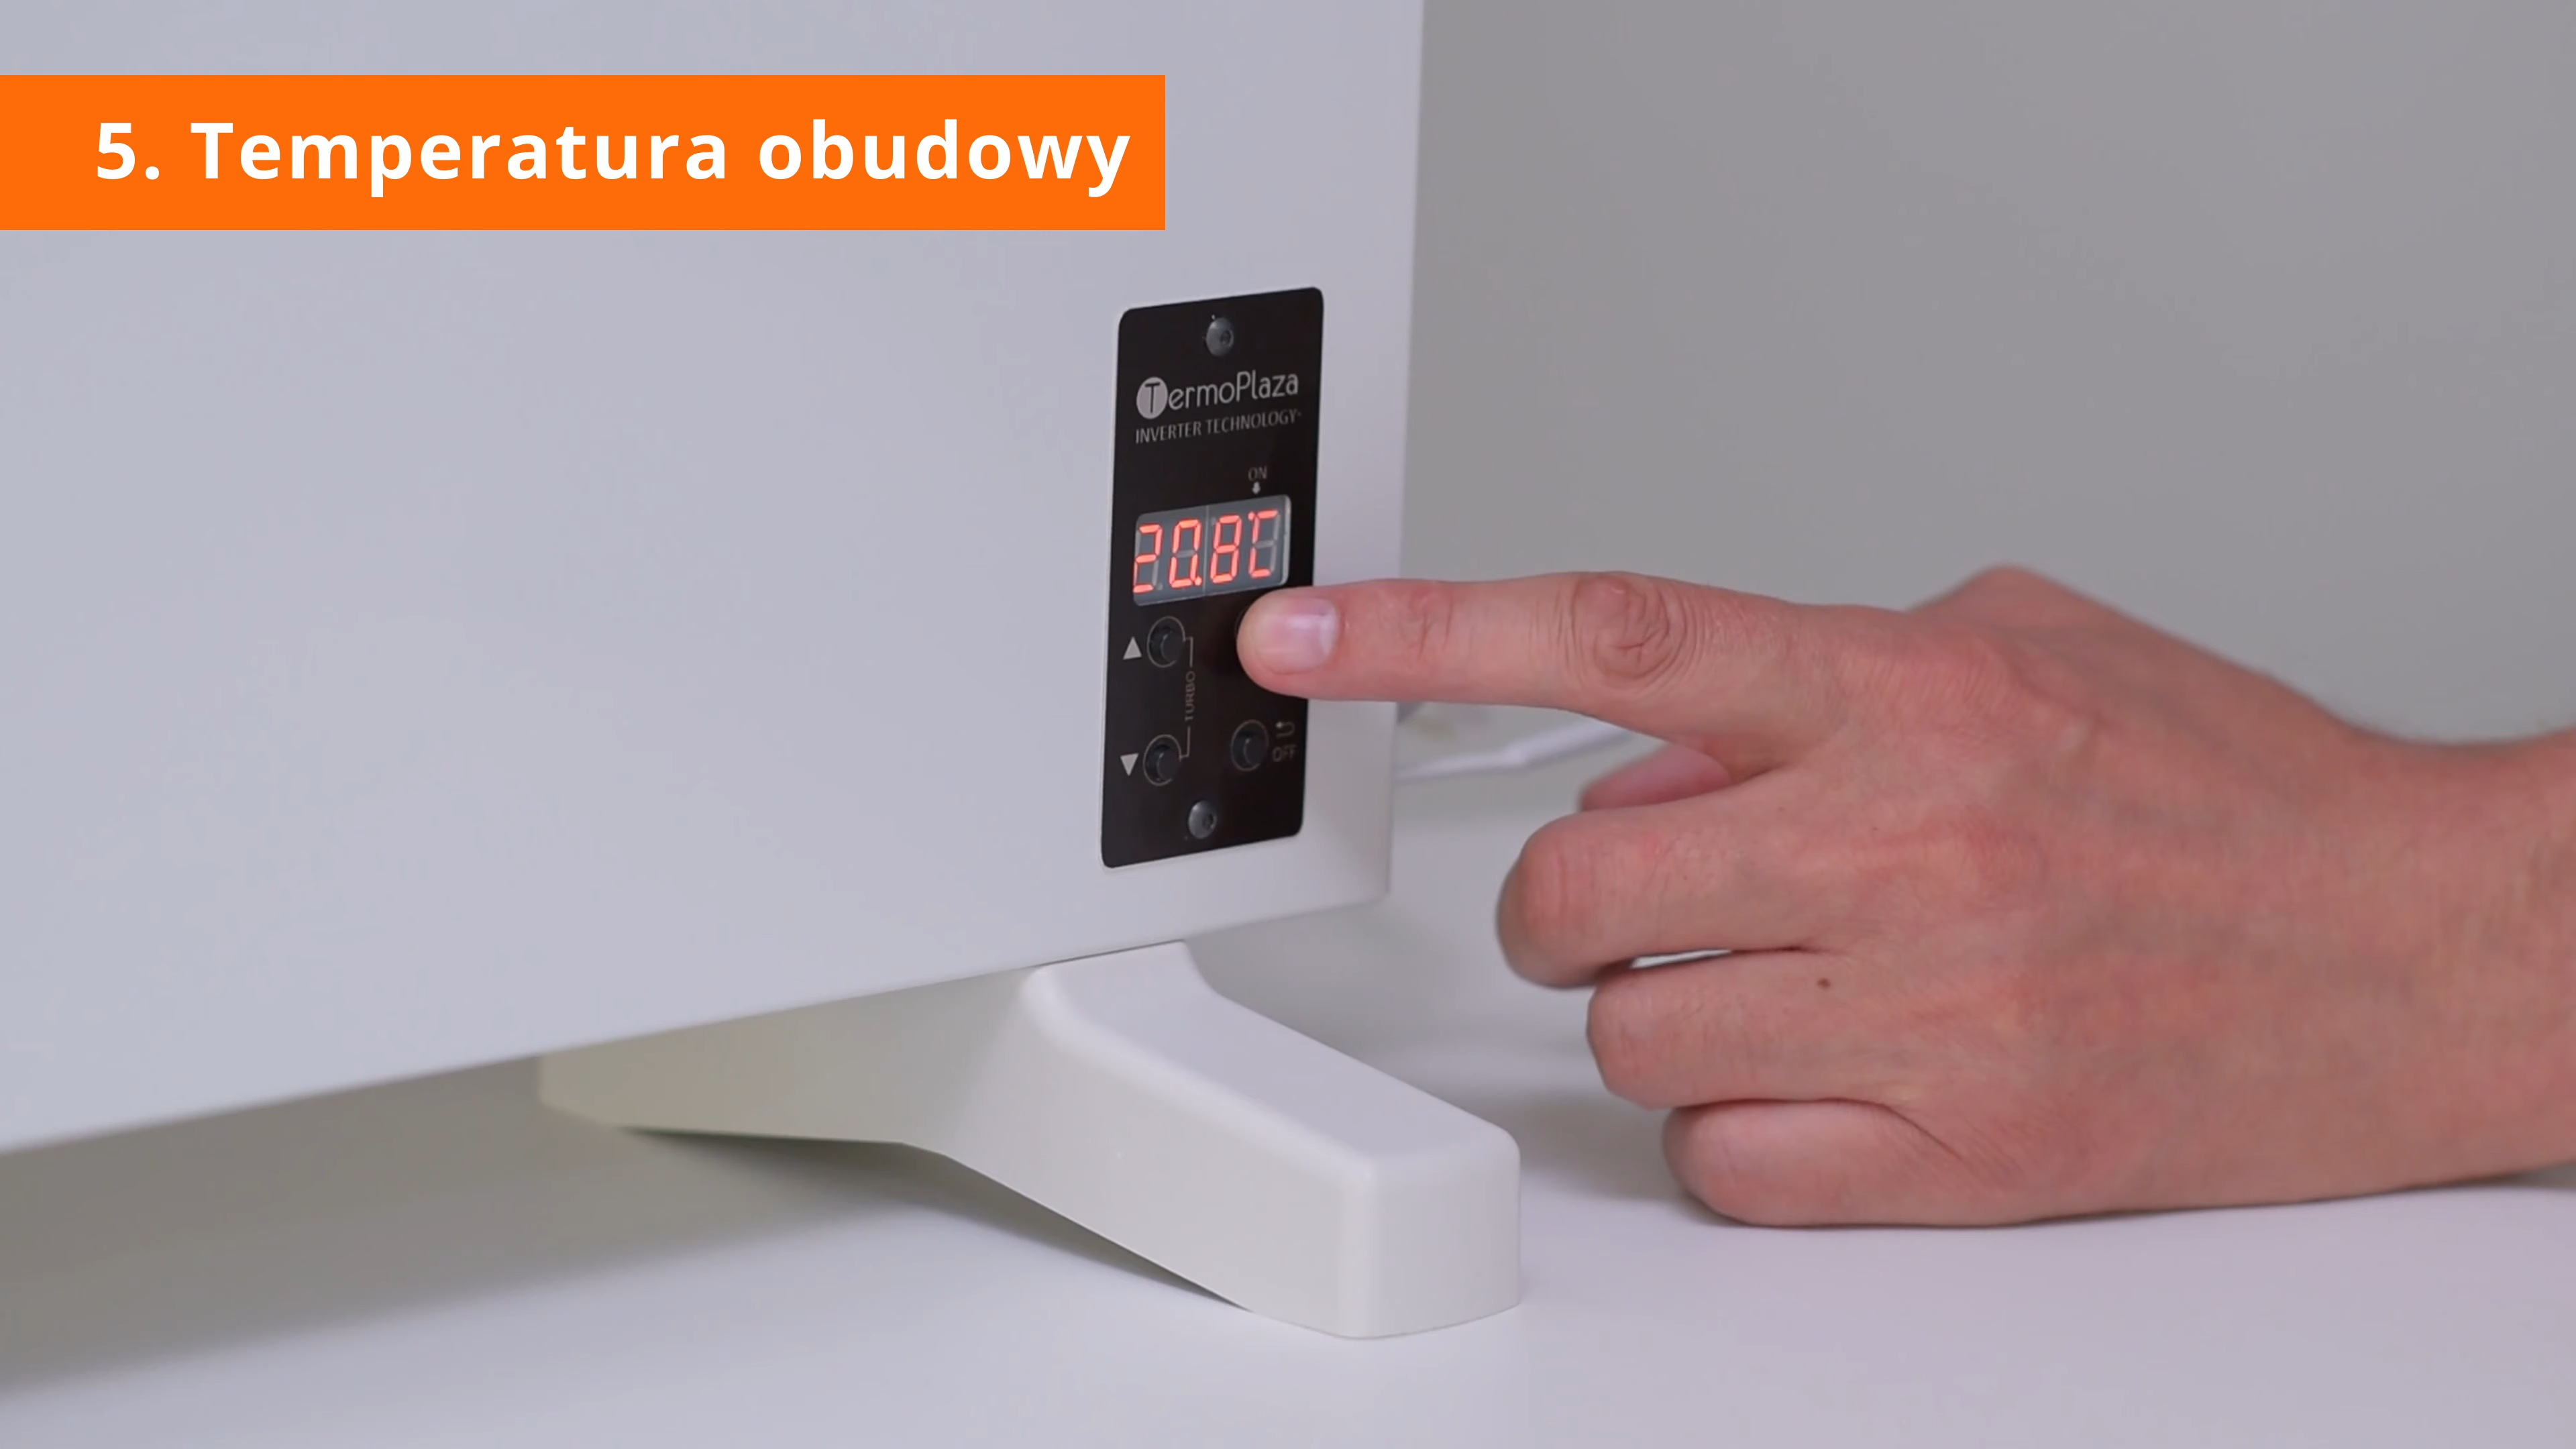 5. Temperatura obudowy
TermoPlaza
INVERTER TECHNOLOGY
ON
20.8°C
TURBO
OFF